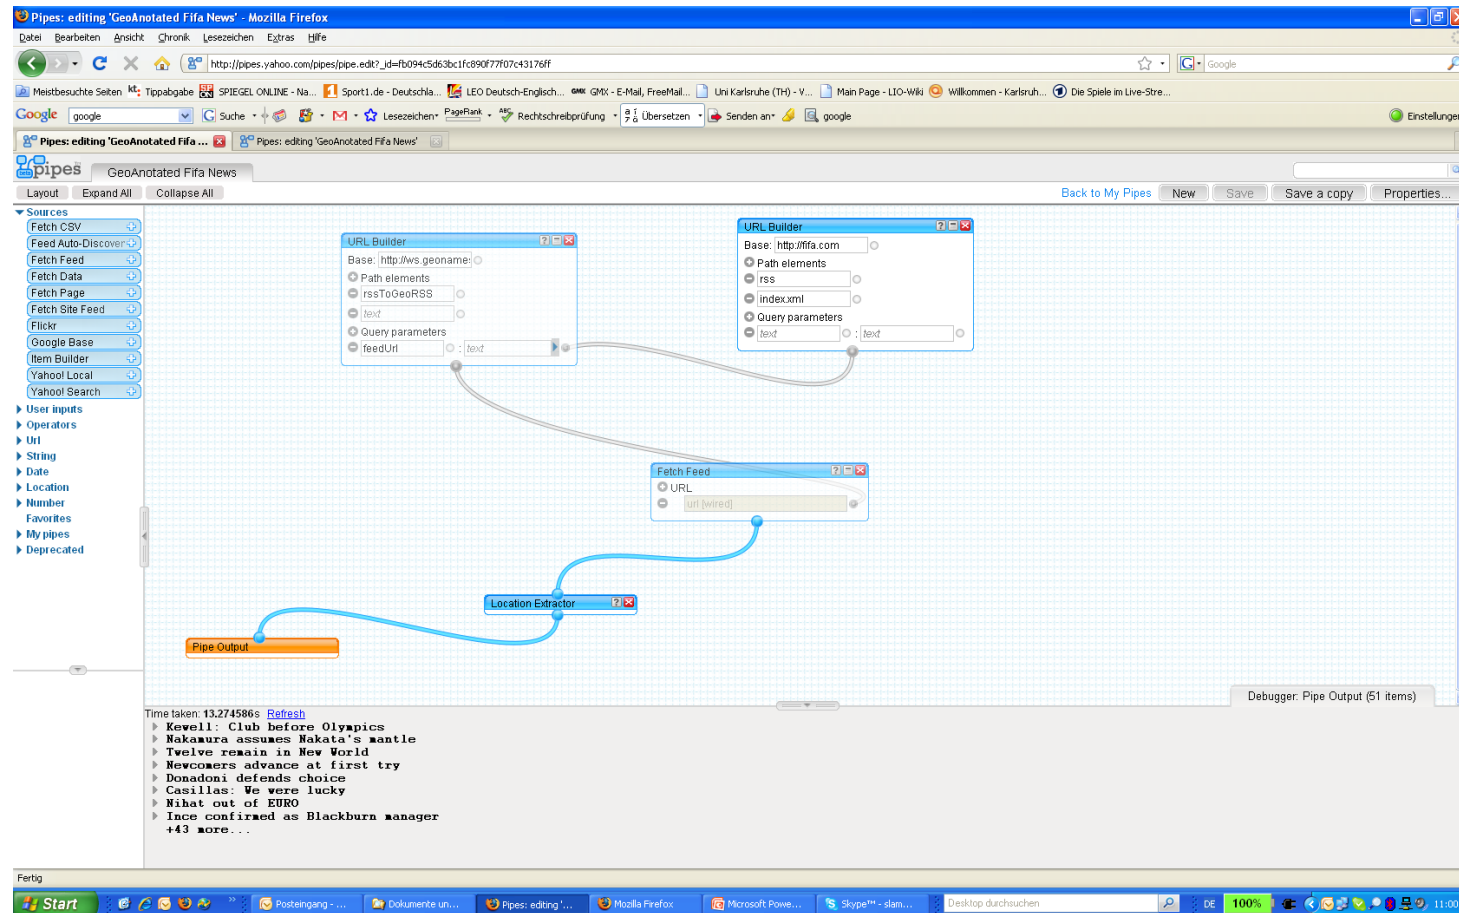 Pipes: editing 'GeoAnotated Fifa News' - Mozilla Firefox
Datei Bearbeiten Ansicht Chronik Lesezeichen Extras Hilfe
http://pipes.yahoo.com/pipes/pipe.edit?_id=fb094c5d63bc1fc890f77f07c43176ff
G Google
Meistbesuchte Seiten Tippabgabe SPIEGEL ONLINE - Na... Sport1.de - Deutschla... LEO Deutsch-Englisch... GMX GMX - E-Mail, FreeMail... Uni Karlsruhe (TH) - V... Main Page - LIO-Wiki Willkommen - Karlsruh... Die Spiele im Live-Stre...
Google google G Suche Lesezeichen PageRank Rechtschreibprüfung Übersetzen Senden an google Einstellungen
Pipes: editing 'GeoAnotated Fifa ... Pipes: editing 'GeoAnotated Fifa News'
pipes beta GeoAnotated Fifa News
Layout Expand All Collapse All Back to My Pipes New Save Save a copy Properties...
Sources
Fetch CSV
Feed Auto-Discover
Fetch Feed
Fetch Data
Fetch Page
Fetch Site Feed
Flickr
Google Base
Item Builder
Yahoo! Local
Yahoo! Search
User inputs
Operators
Url
String
Date
Location
Number
Favorites
My pipes
Deprecated
URL Builder
Base: http://ws.geoname
Path elements
rssToGeoRSS
text
Query parameters
feedUrl : text
URL Builder
Base: http://fifa.com
Path elements
rss
index.xml
Query parameters
text : text
Fetch Feed
URL
url [wired]
Location Extractor
Pipe Output
Debugger: Pipe Output (51 items)
Time taken: 13.274586s Refresh
Kewell: Club before Olympics
Nakamura assumes Nakata's mantle
Twelve remain in New World
Newcomers advance at first try
Donadoni defends choice
Casillas: We were lucky
Nihat out of EURO
Ince confirmed as Blackburn manager
+43 more...
Fertig
Start Posteingang - ... Dokumente un... Pipes: editing '... Mozilla Firefox Microsoft Powe... Skype™ - slam... Desktop durchsuchen DE 100% 11:00